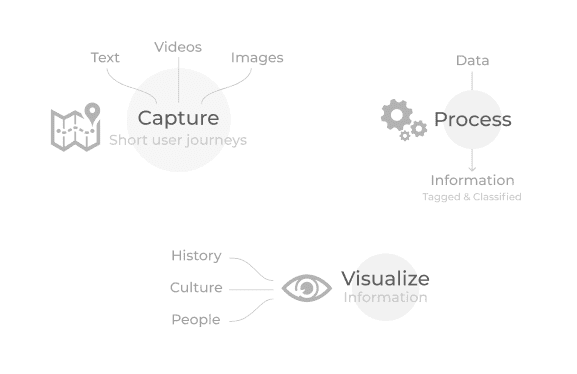 Text
Videos
Images
Capture
Short user journeys
Data
Process
Information
Tagged & Classified
History
Culture
People
Visualize
Information